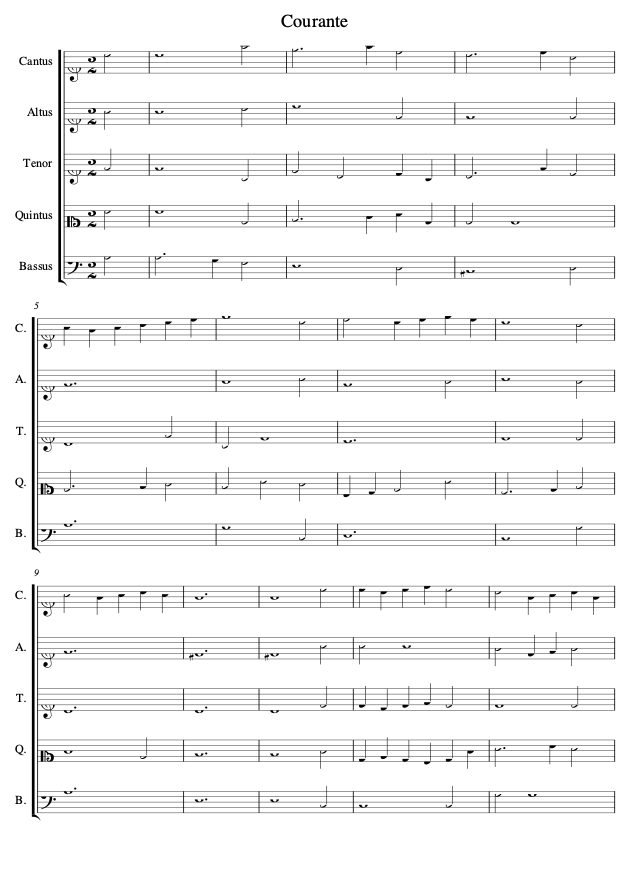 Courante
Cantus
Altus
Tenor
Quintus
Bassus
5
C.
A.
T.
Q.
B.
9
C.
A.
T.
Q.
B.